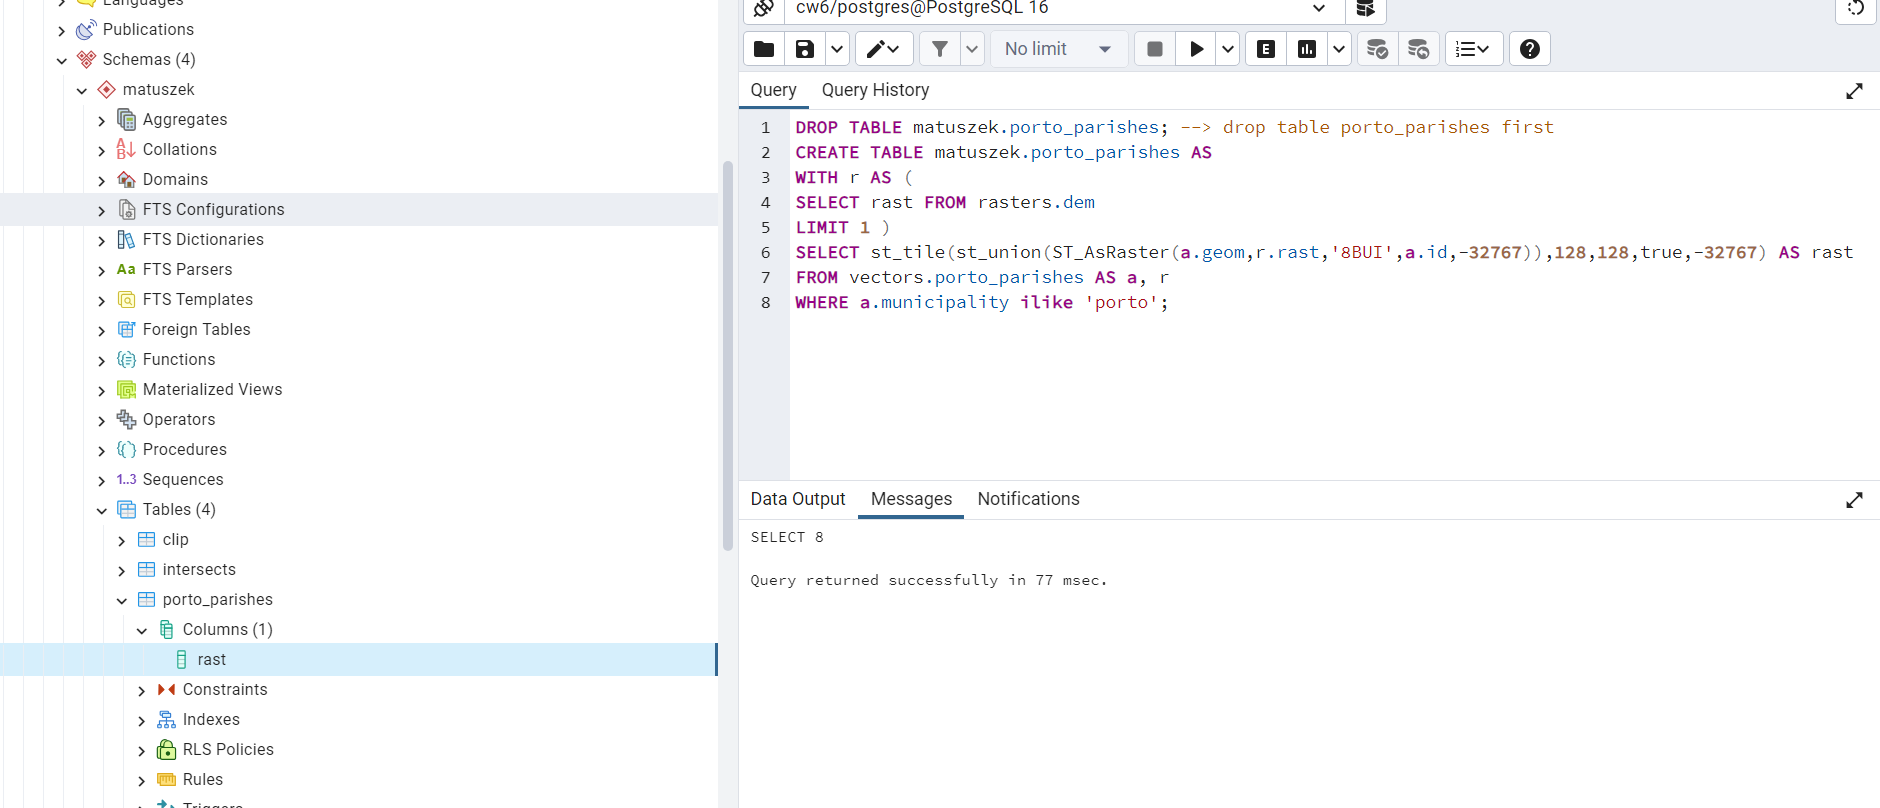 Languages
Publications
Schemas (4)
matuszek
Aggregates
Collations
Domains
FTS Configurations
FTS Dictionaries
Aa FTS Parsers
FTS Templates
Foreign Tables
Functions
Materialized Views
Operators
Procedures
1..3 Sequences
Tables (4)
clip
intersects
porto_parishes
Columns (1)
rast
Constraints
Indexes
RLS Policies
Rules
Triggers
cw6/postgres@PostgreSQL 16
No limit
E
Query Query History
1 DROP TABLE matuszek.porto_parishes; --> drop table porto_parishes first
2 CREATE TABLE matuszek.porto_parishes AS
3 WITH r AS (
4 SELECT rast FROM rasters.dem
5 LIMIT 1 )
6 SELECT st_tile(st_union(ST_AsRaster(a.geom,r.rast,'8BUI',a.id,-32767)),128,128,true,-32767) AS rast
7 FROM vectors.porto_parishes AS a, r
8 WHERE a.municipality ilike 'porto';
Data Output Messages Notifications
SELECT 8
Query returned successfully in 77 msec.